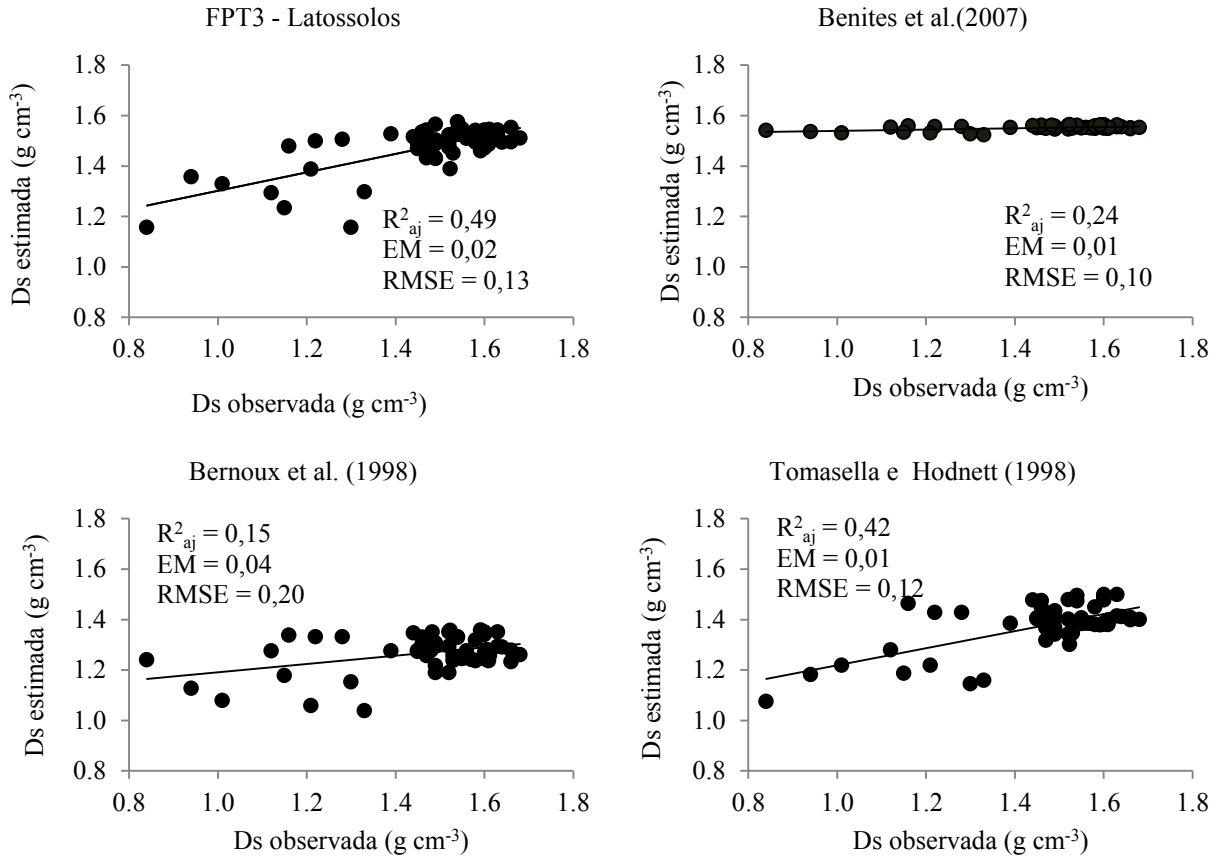 FPT3 - Latossolos
Ds estimada (g cm-3)
1.8
1.6
1.4
1.2
1.0
0.8
R2aj = 0,49
EM = 0,02
RMSE = 0,13
0.8 1.0 1.2 1.4 1.6 1.8
Ds observada (g cm-3)
Benites et al.(2007)
Ds estimada (g cm-3)
1.8
1.6
1.4
1.2
1.0
0.8
R2aj = 0,24
EM = 0,01
RMSE = 0,10
0.8 1.0 1.2 1.4 1.6 1.8
Ds observada (g cm-3)
Bernoux et al. (1998)
Ds estimada (g cm-3)
1.8
1.6
1.4
1.2
1.0
0.8
R2aj = 0,15
EM = 0,04
RMSE = 0,20
0.8 1.0 1.2 1.4 1.6 1.8
Ds observada (g cm-3)
Tomasella e Hodnett (1998)
Ds estimada (g cm-3)
1.8
1.6
1.4
1.2
1.0
0.8
R2aj = 0,42
EM = 0,01
RMSE = 0,12
0.8 1.0 1.2 1.4 1.6 1.8
Ds observada (g cm-3)